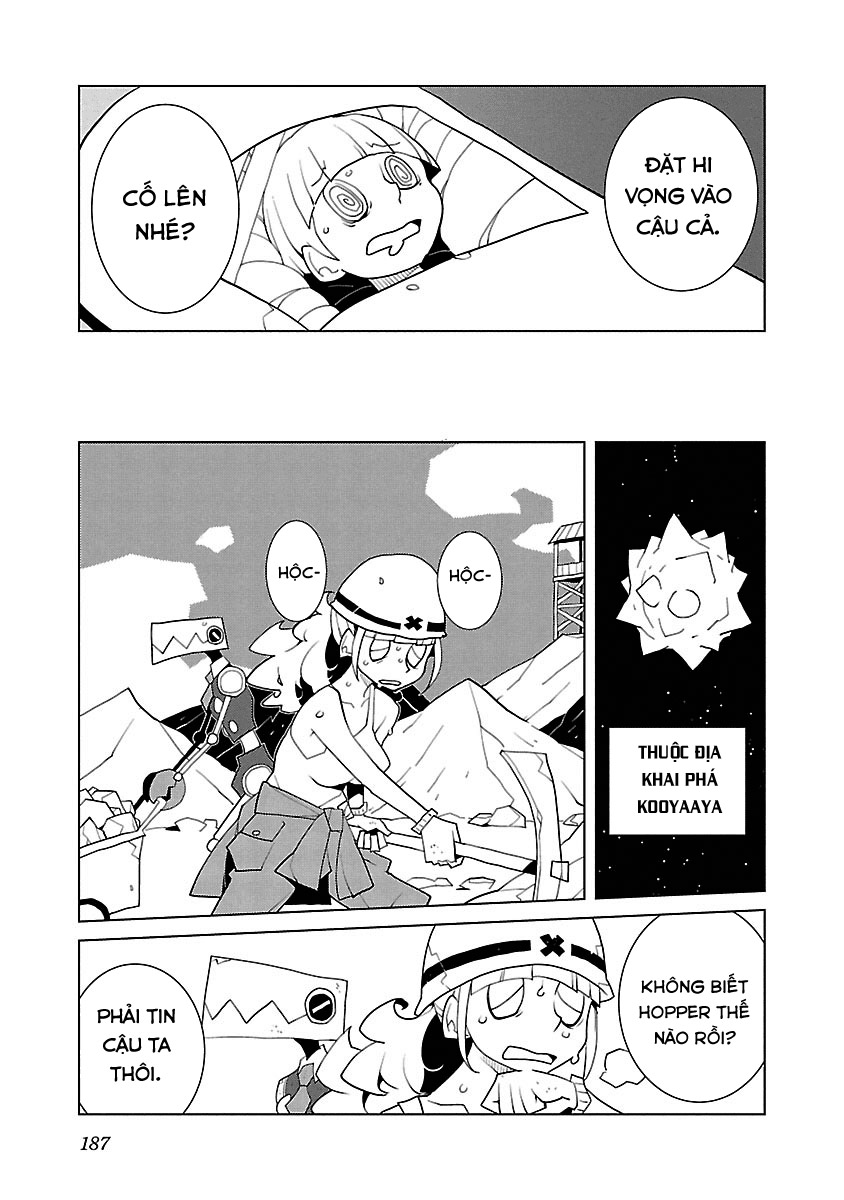 ĐẶT HI
VỌNG VÀO
CẬU CẢ.
CỐ LÊN
NHÉ?
THUỘC ĐỊA
KHAI PHÁ
KOOYAAYA
HỘC-
HỘC-
KHÔNG BIẾT
HOPPER THẾ
NÀO RỒI?
PHẢI TIN
CẬU TA
THÔI.
187